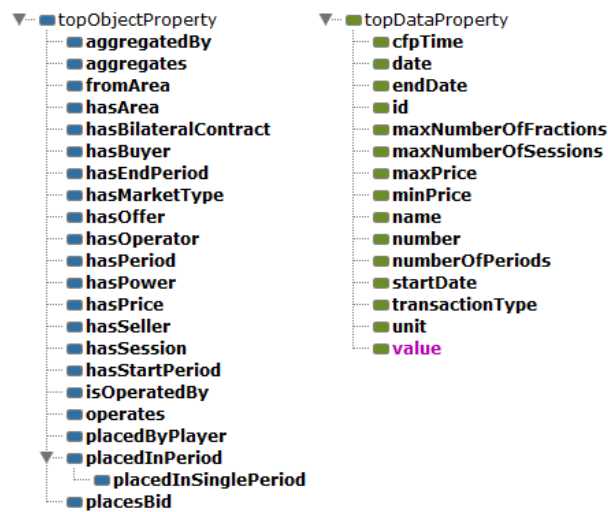 topObjectProperty
aggregatedBy
aggregates
fromArea
hasArea
hasBilateralContract
hasBuyer
hasEndPeriod
hasMarketType
hasOffer
hasOperator
hasPeriod
hasPower
hasPrice
hasSeller
hasSession
hasStartPeriod
isOperatedBy
operates
placedByPlayer
placedInPeriod
placedInSinglePeriod
placesBid
topDataProperty
cfpTime
date
endDate
id
maxNumberOfFractions
maxNumberOfSessions
maxPrice
minPrice
name
number
numberOfPeriods
startDate
transactionType
unit
value